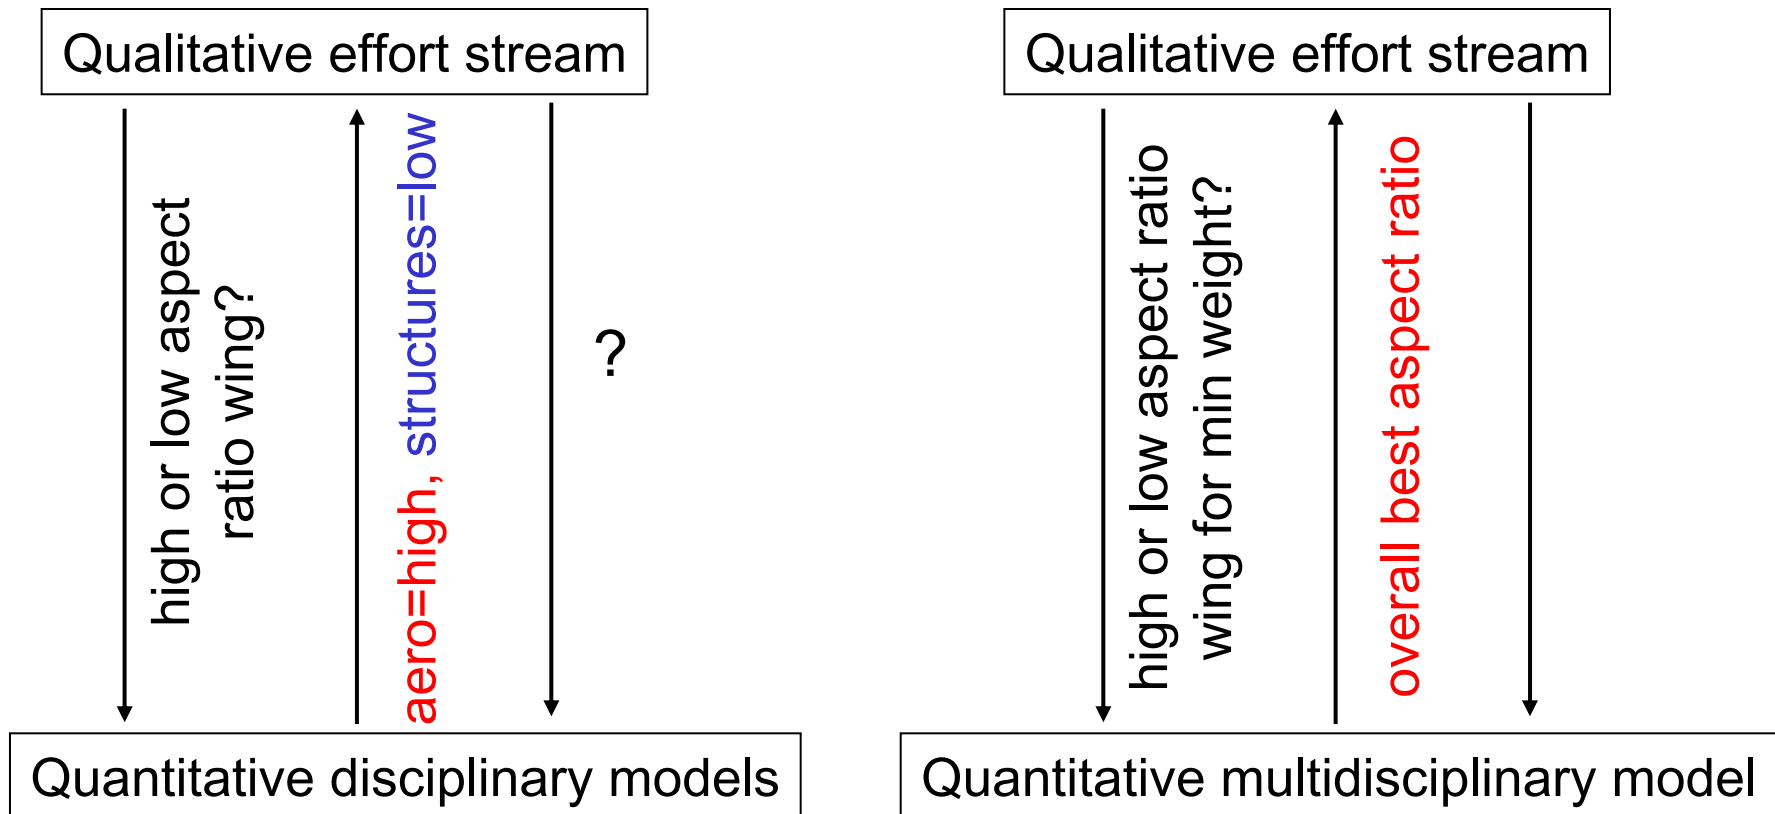 Qualitative effort stream
high or low aspect
ratio wing?
aero=high, structures=low
?
Quantitative disciplinary models
Qualitative effort stream
high or low aspect ratio
wing for min weight?
overall best aspect ratio
Quantitative multidisciplinary model